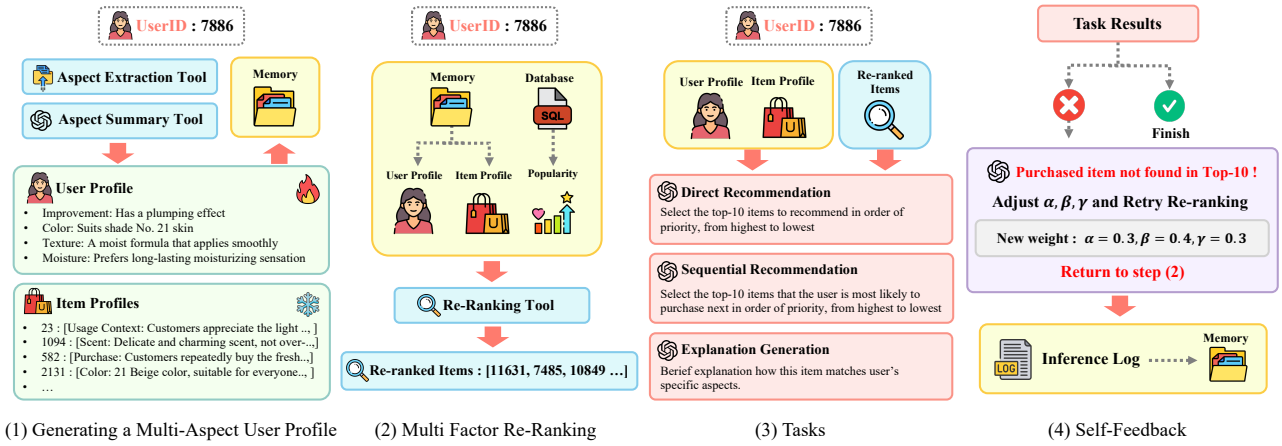 UserID : 7886
Aspect Extraction Tool
Aspect Summary Tool
Memory
User Profile
• Improvement: Has a plumping effect
• Color: Suits shade No. 21 skin
• Texture: A moist formula that applies smoothly
• Moisture: Prefers long-lasting moisturizing sensation
Item Profiles
• 23 : [Usage Context: Customers appreciate the light .., ]
• 1094 : [Scent: Delicate and charming scent, not over-..,]
• 582 : [Purchase: Customers repeatedly buy the fresh..,]
• 2131 : [Color: 21 Beige color, suitable for everyone.., ]
• …
(1) Generating a Multi-Aspect User Profile
UserID : 7886
Memory
Database
SQL
User Profile
Item Profile
Popularity
Re-Ranking Tool
Re-ranked Items : [11631, 7485, 10849 …]
(2) Multi Factor Re-Ranking
UserID : 7886
User Profile
Item Profile
Re-ranked
Items
Direct Recommendation
Select the top-10 items to recommend in order of
priority, from highest to lowest
Sequential Recommendation
Select the top-10 items that the user is most likely to
purchase next in order of priority, from highest to lowest
Explanation Generation
Berief explanation how this item matches user's
specific aspects.
(3) Tasks
Task Results
Finish
Purchased item not found in Top-10 !
Adjust α, β, γ and Retry Re-ranking
New weight : α = 0.3, β = 0.4, γ = 0.3
Return to step (2)
LOG
Inference Log
Memory
(4) Self-Feedback